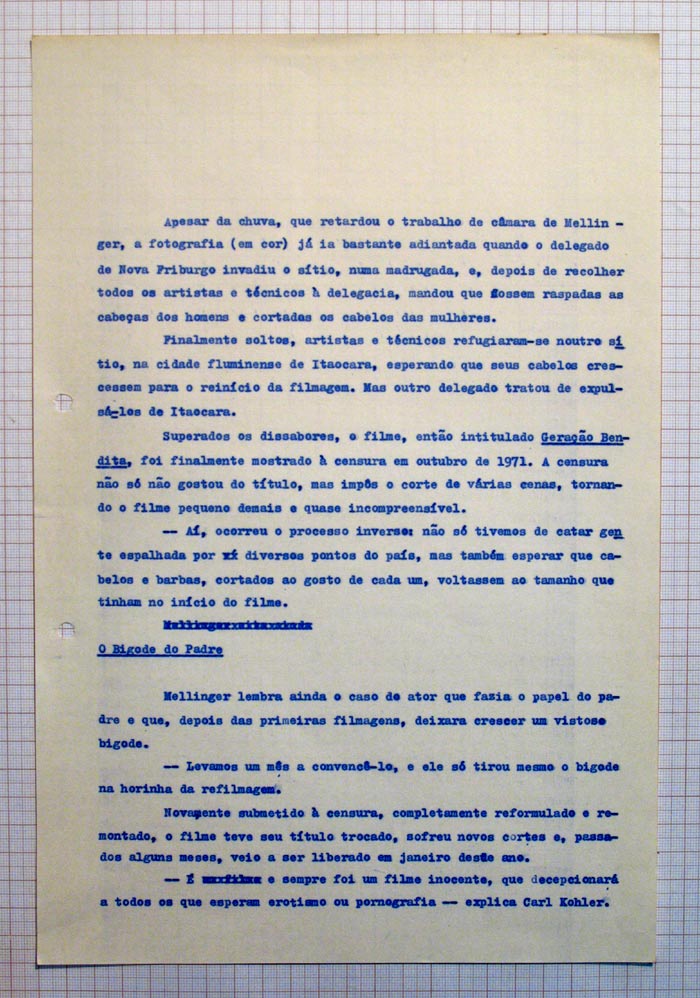 Apesar da chuva, que retardou o trabalho de câmara de Mellin -
ger, a fotografia (em cor) já ia bastante adiantada quando o delegado
de Nova Friburgo invadiu o sítio, numa madrugada, e, depois de recolher
todos os artistas e técnicos à delegacia, mandou que fossem raspadas as
cabeças dos homens e cortadas os cabelos das mulheres.
Finalmente soltos, artistas e técnicos refugiaram-se noutro sí
tio, na cidade fluminense de Itaocara, esperando que seus cabelos cres-
cessem para o reinício da filmagem. Mas outro delegado tratou de expul-
sá-los de Itaocara.
Superados os dissabores, o filme, então intitulado Geração Ben-
dita, foi finalmente mostrado à censura em outubro de 1971. A censura
não só não gostou do título, mas impôs o corte de várias cenas, tornan-
do o filme pequeno demais e quase incompreensível.
-- Aí, ocorreu o processo inverso: não só tivemos de catar gen
te espalhada por diversos pontos do país, mas também esperar que ca-
belos e barbas, cortados ao gosto de cada um, voltassem ao tamanho que
tinham no início do filme.
O Bigode do Padre
Mellinger lembra ainda o caso do ator que fazia o papel do pa-
dre e que, depois das primeiras filmagens, deixara crescer um vistoso
bigode.
-- Levamos um mês a convencê-lo, e ele só tirou mesmo o bigode
na horinha da refilmagem.
Novamente submetido à censura, completamente reformulado e re-
montado, o filme teve seu título trocado, sofreu novos cortes e, passa-
dos alguns meses, veio a ser liberado em janeiro deste ano.
-- É e sempre foi um filme inocente, que decepcionará
a todos os que esperam erotismo ou pornografia -- explica Carl Kohler.